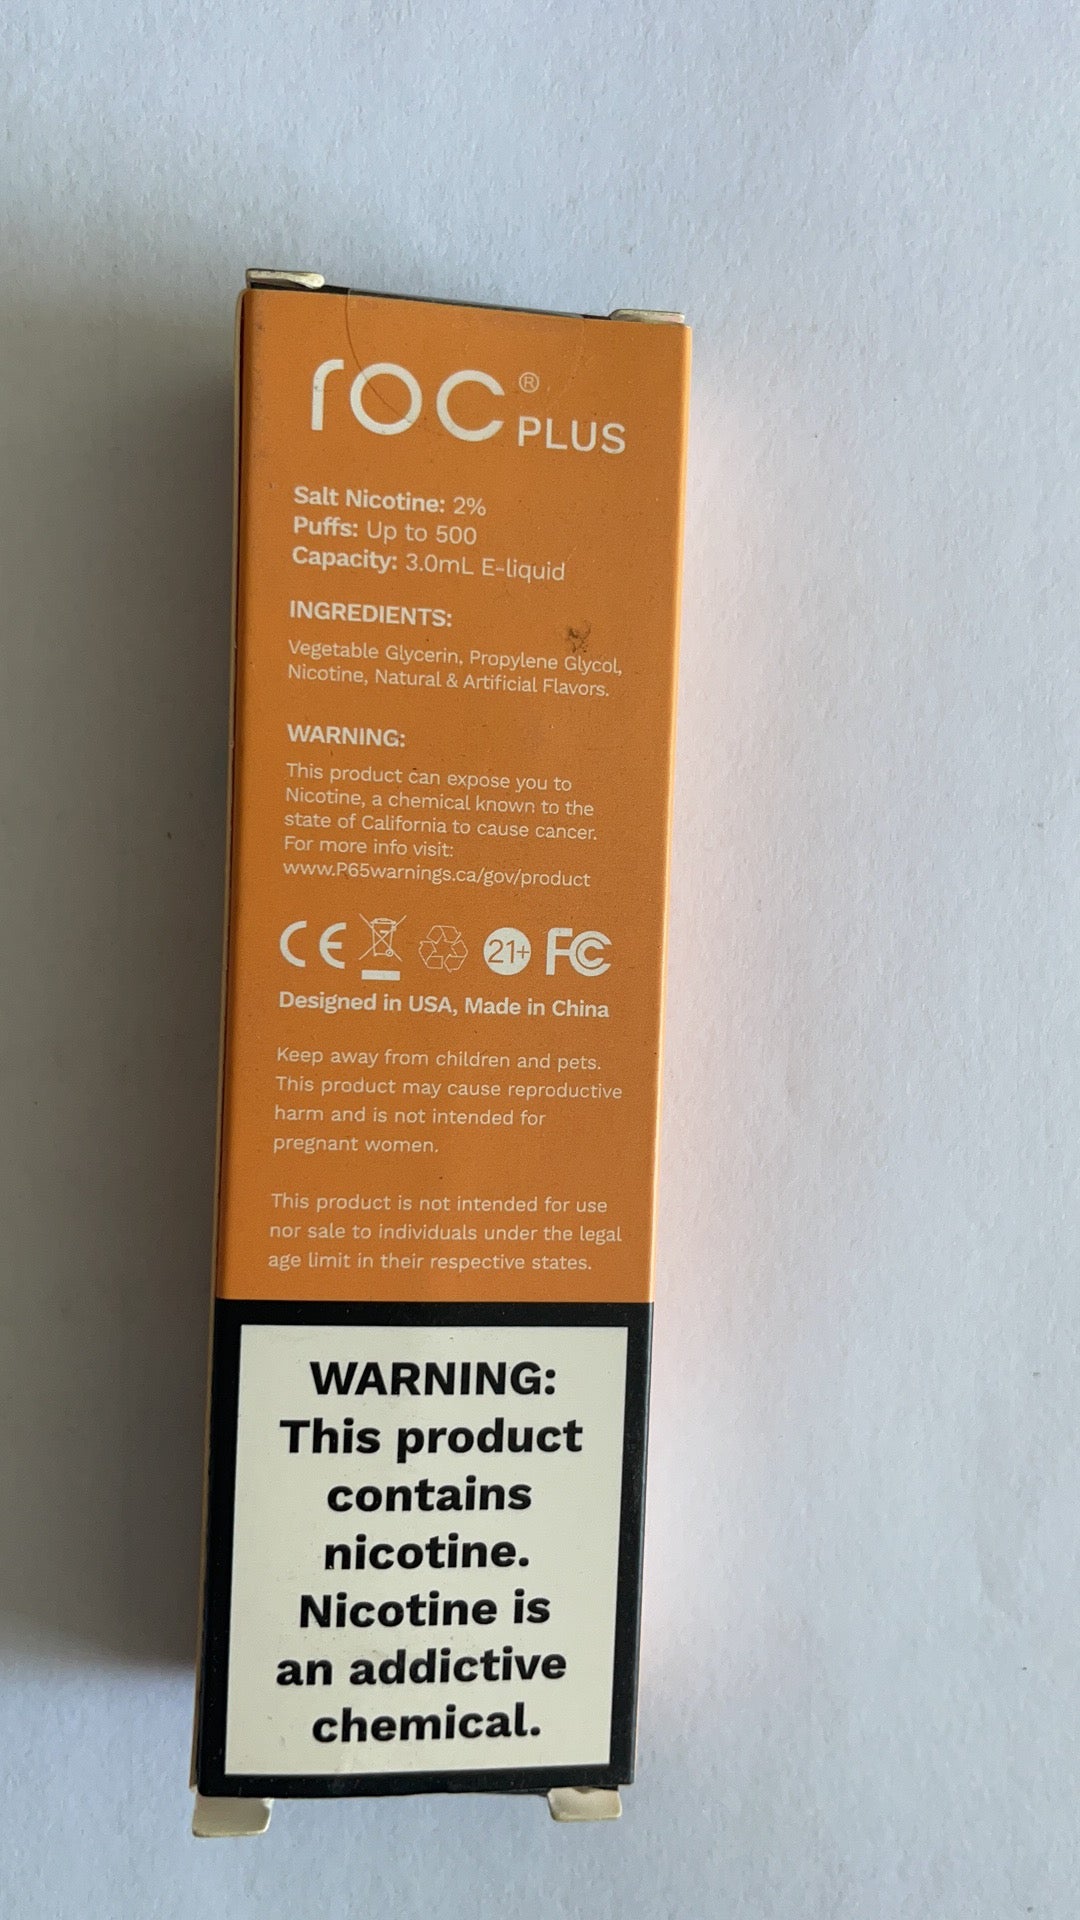 roc® PLUS
Salt Nicotine: 2%
Puffs: Up to 500
Capacity: 3.0mL E-liquid
INGREDIENTS:
Vegetable Glycerin, Propylene Glycol,
Nicotine, Natural & Artificial Flavors.
WARNING:
This product can expose you to
Nicotine, a chemical known to the
state of California to cause cancer.
For more info visit:
www.P65warnings.ca/gov/product
CE 21+ FC
Designed in USA, Made in China
Keep away from children and pets.
This product may cause reproductive
harm and is not intended for
pregnant women.
This product is not intended for use
nor sale to individuals under the legal
age limit in their respective states.
WARNING:
This product
contains
nicotine.
Nicotine is
an addictive
chemical.